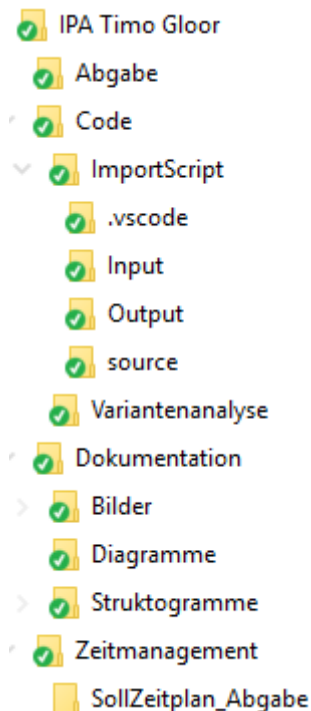 IPA Timo Gloor
Abgabe
Code
ImportScript
.vscode
Input
Output
source
Variantenanalyse
Dokumentation
Bilder
Diagramme
Struktogramme
Zeitmanagement
SollZeitplan_Abgabe